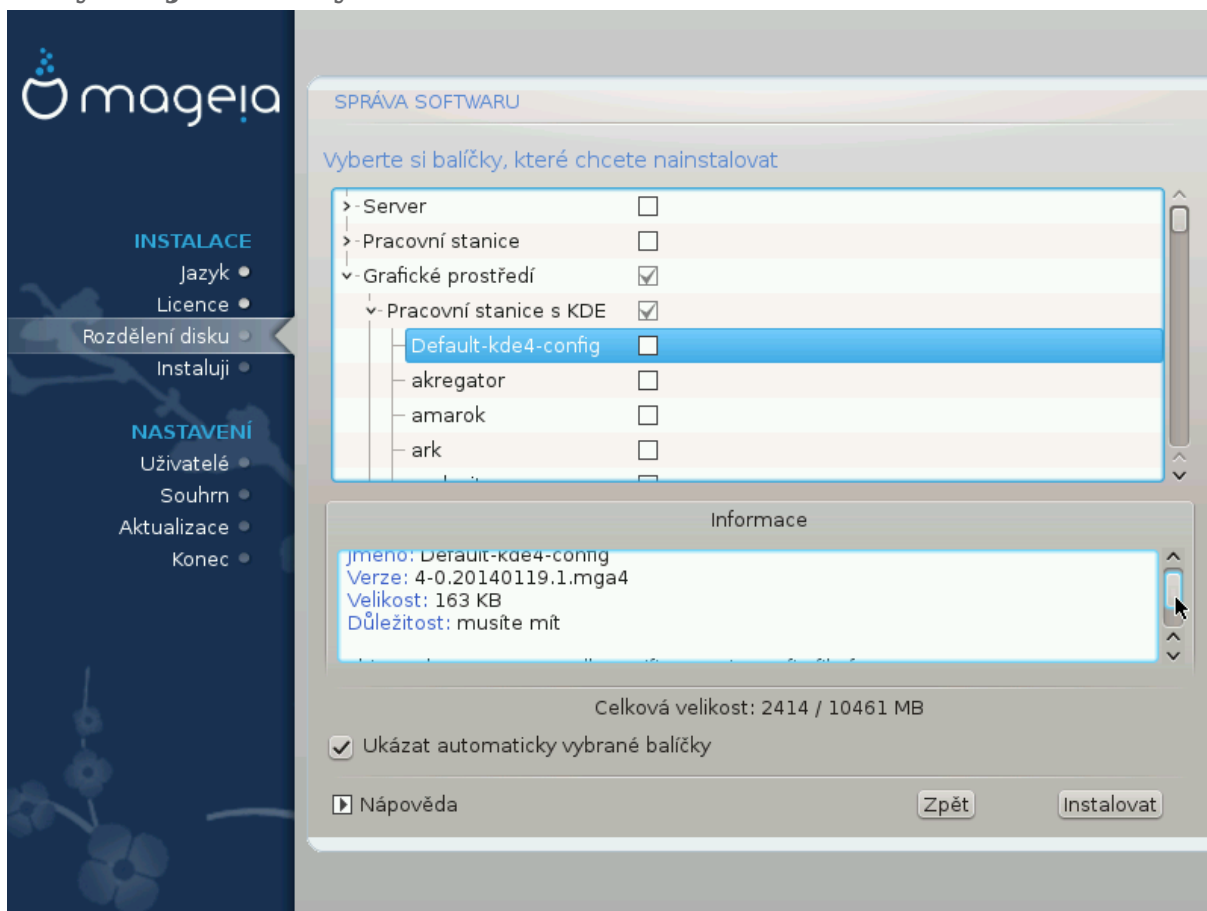 mageia
INSTALACE
Jazyk
Licence
Rozdělení disku
Instaluji
NASTAVENÍ
Uživatelé
Souhrn
Aktualizace
Konec
SPRÁVA SOFTWARU
Vyberte si balíčky, které chcete nainstalovat
Server
Pracovní stanice
Grafické prostředí
Pracovní stanice s KDE
Default-kde4-config
akregator
amarok
ark
Informace
Jméno: Default-kde4-config
Verze: 4-0.20140119.1.mga4
Velikost: 163 KB
Důležitost: musíte mít
Celková velikost: 2414 / 10461 MB
Ukázat automaticky vybrané balíčky
Nápověda
Zpět
Instalovat